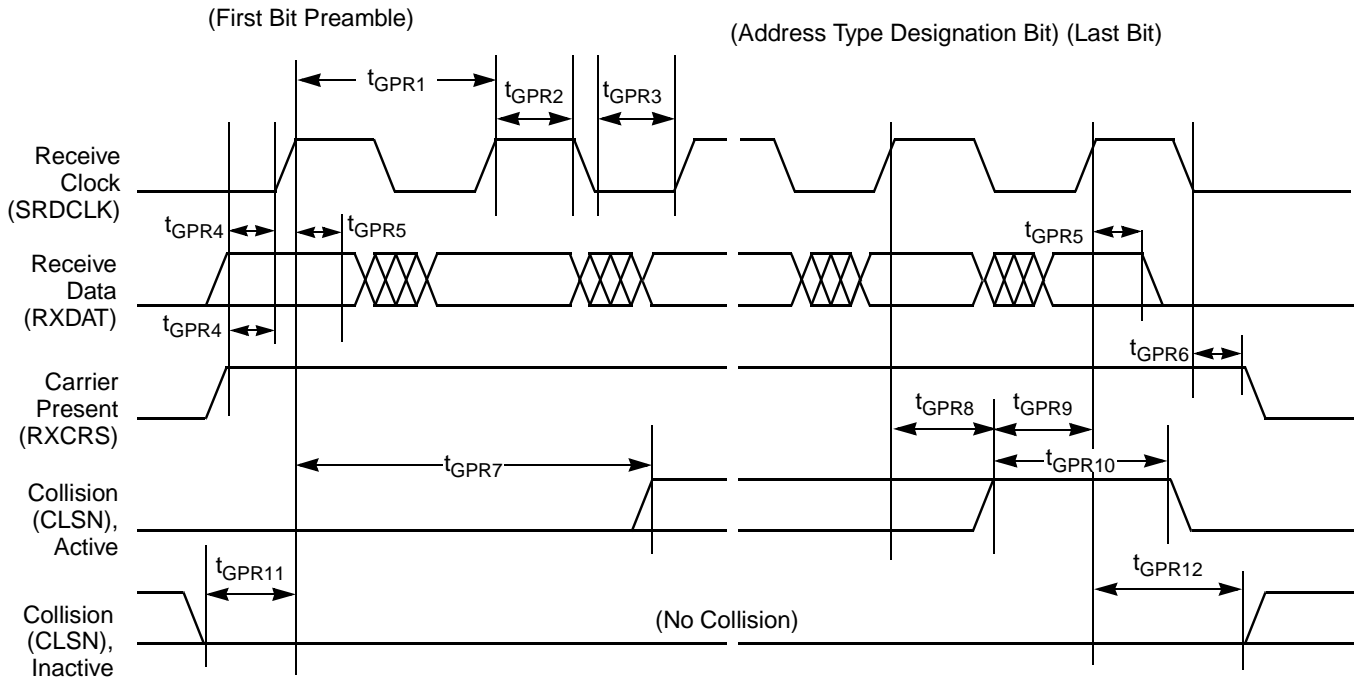 (First Bit Preamble)
(Address Type Designation Bit) (Last Bit)
tGPR1
tGPR2
tGPR3
Receive
Clock
(SRDCLK)
tGPR4
tGPR5
tGPR5
Receive
Data
(RXDAT)
tGPR4
tGPR6
Carrier
Present
(RXCRS)
tGPR8
tGPR9
tGPR7
tGPR10
Collision
(CLSN),
Active
tGPR11
tGPR12
Collision
(CLSN),
Inactive
(No Collision)